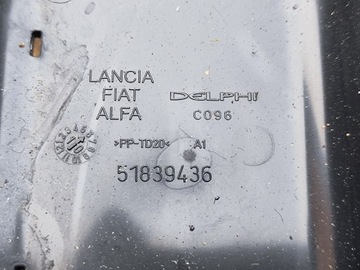 LANCIA
FIAT
ALFA
DELPHI
C096
>PP-TD20<
A1
51839436